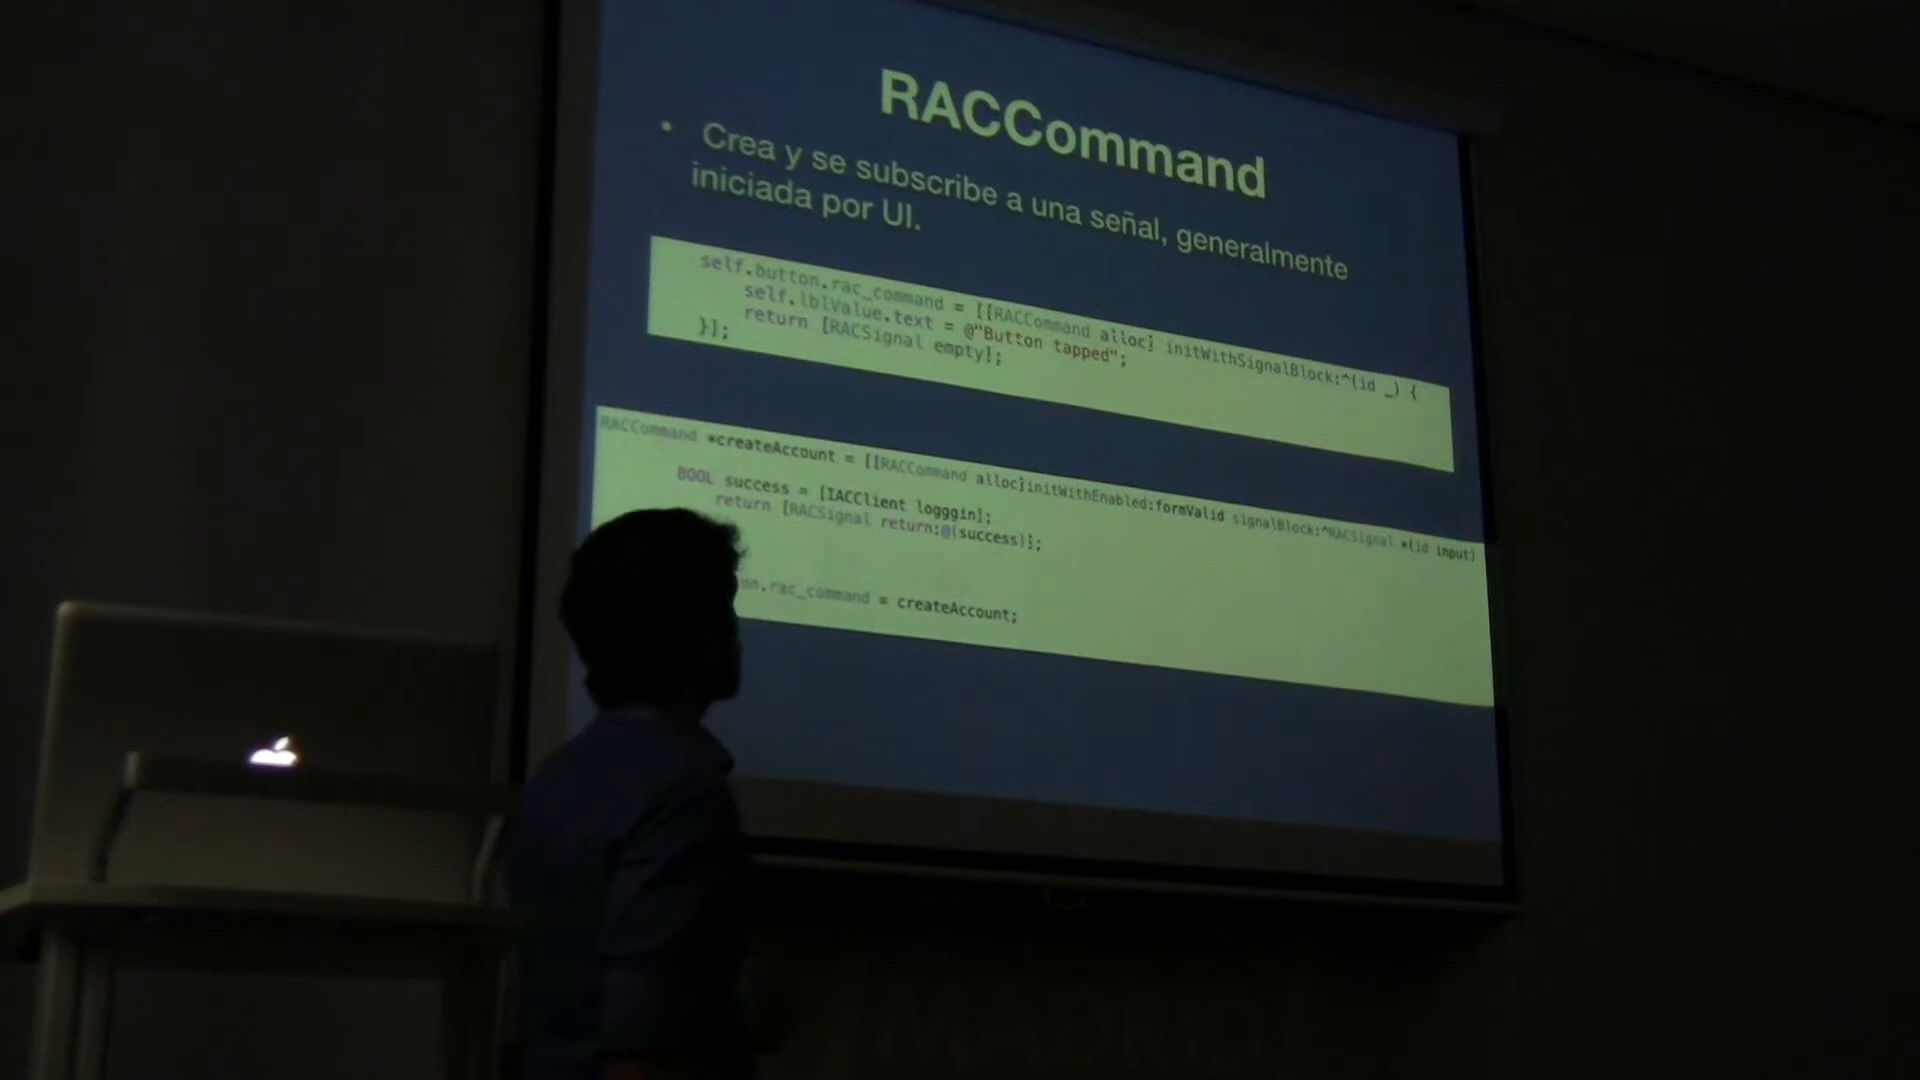 RACCommand
• Crea y se subscribe a una señal, generalmente
iniciada por UI.
self.button.rac_command = [[RACCommand alloc] initWithSignalBlock:^(id _) {
self.lblValue.text = @"Button tapped";
return [RACSignal empty];
}];
RACCommand *createAccount = [[RACCommand alloc]initWithEnabled:formValid signalBlock:^RACSignal *(id input)
BOOL success = [IACClient logggin];
return [RACSignal return:@(success)];
on.rac_command = createAccount;
MADRID